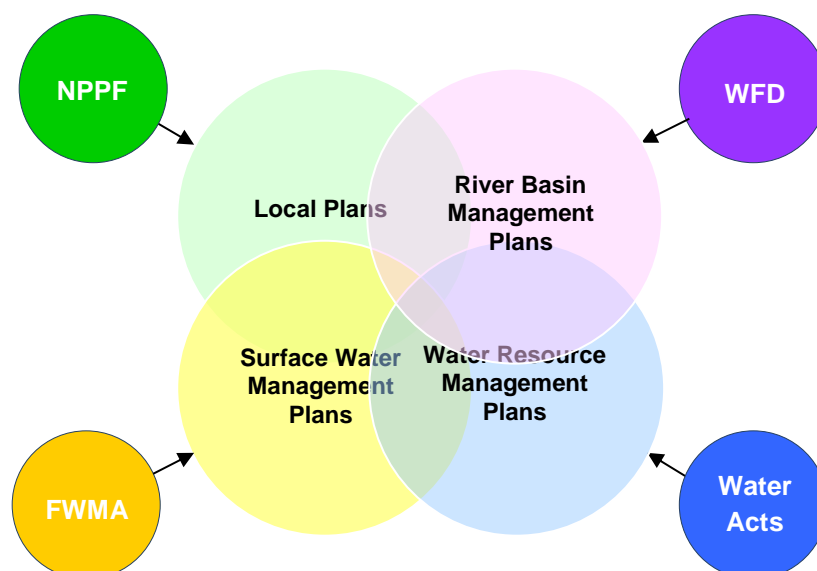 NPPF
WFD
Local Plans
River Basin
Management
Plans
Surface Water
Management
Plans
Water Resource
Management
Plans
FWMA
Water
Acts